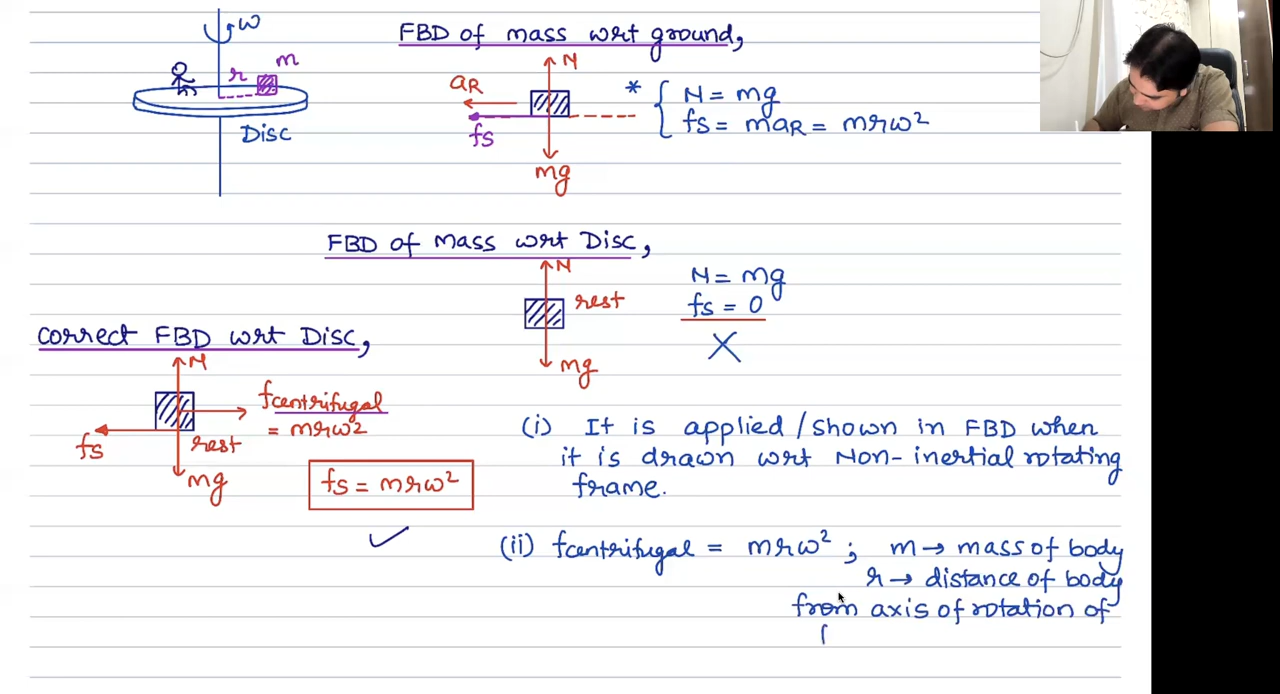 ω
m
r
Disc
FBD of mass wrt ground,
N
aR
fs
mg
* { N = mg
fs = maR = mrω²
FBD of Mass wrt Disc,
N
rest
mg
N = mg
fs = 0
X
Correct FBD wrt Disc,
N
fcentrifugal
= mrω²
fs
rest
mg
fs = mrω²
(i) It is applied/shown in FBD when
it is drawn wrt Non-inertial rotating
frame.
(ii) fcentrifugal = mrω² ; m → mass of body
r → distance of body
from axis of rotation of